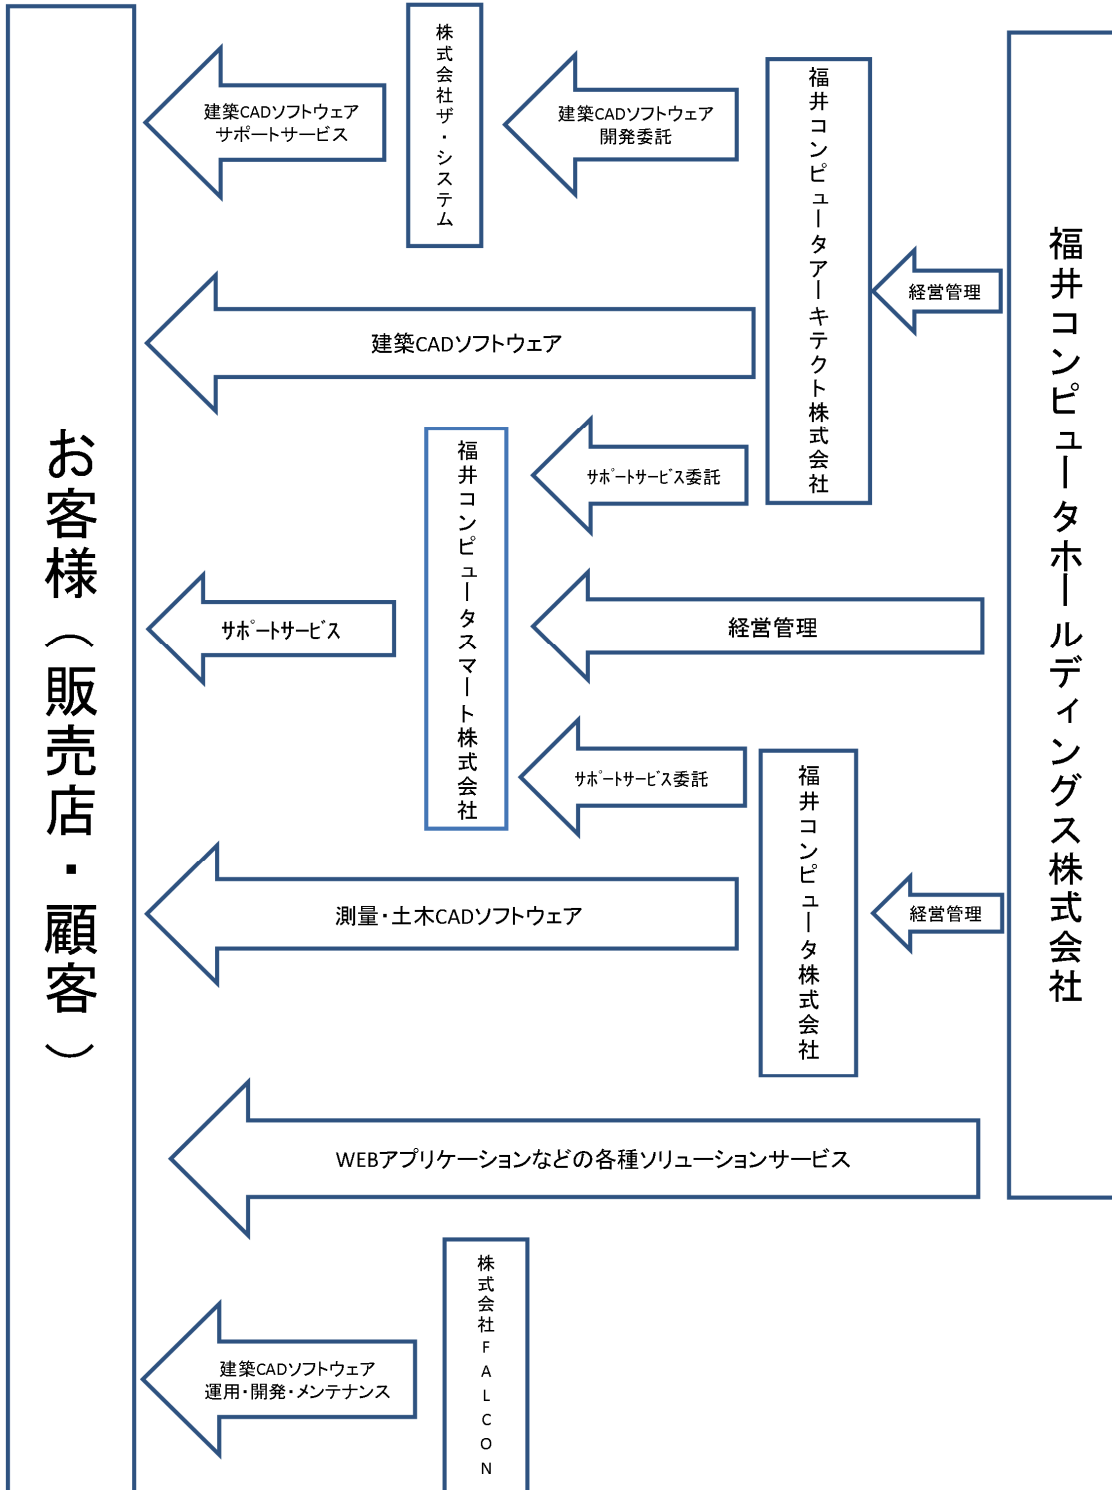 お客様（販売店・顧客）
建築CADソフトウェア
サポートサービス
株式会社ザ・システム
建築CADソフトウェア
開発委託
福井コンピュータアーキテクト株式会社
経営管理
福井コンピュータホールディングス株式会社
建築CADソフトウェア
サポートサービス委託
福井コンピュータスマート株式会社
サポートサービス
経営管理
サポートサービス委託
福井コンピュータ株式会社
測量・土木CADソフトウェア
経営管理
WEBアプリケーションなどの各種ソリューションサービス
株式会社FALCON
建築CADソフトウェア
運用・開発・メンテナンス